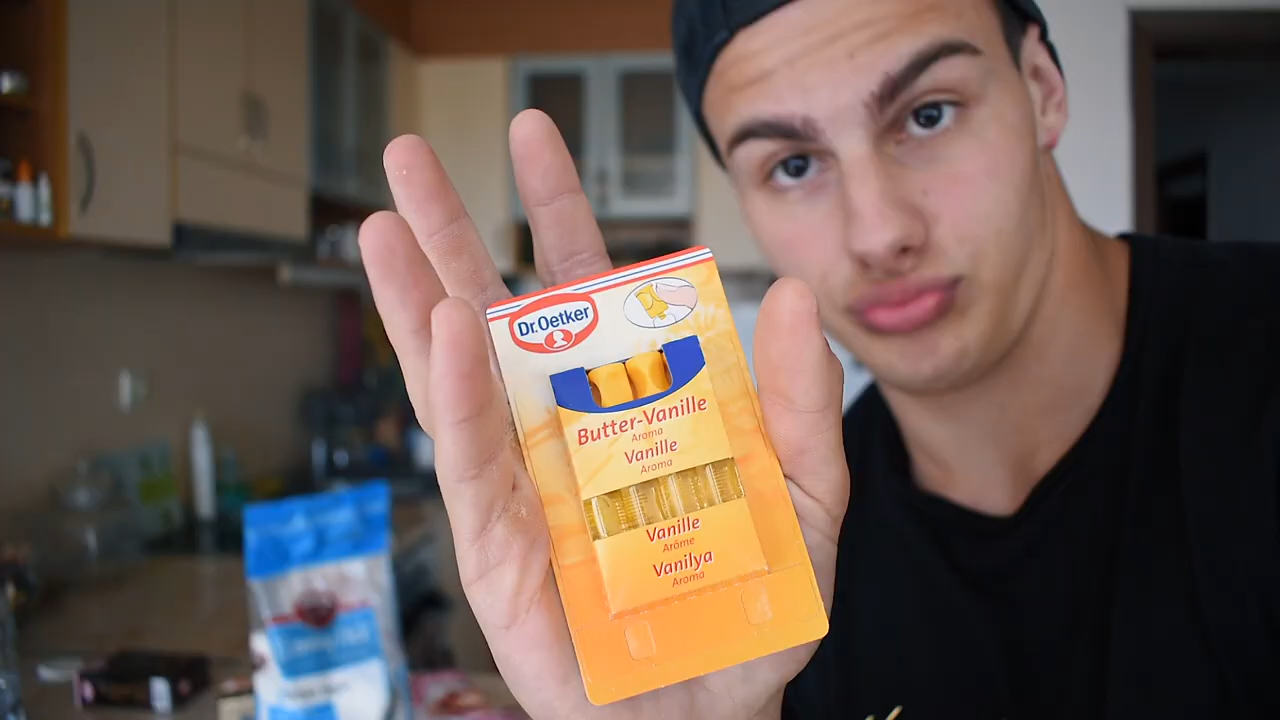 Dr.Oetker
Butter-Vanille
Aroma
Vanille
Aroma
Vanille
Arôme
Vanilya
Aroma